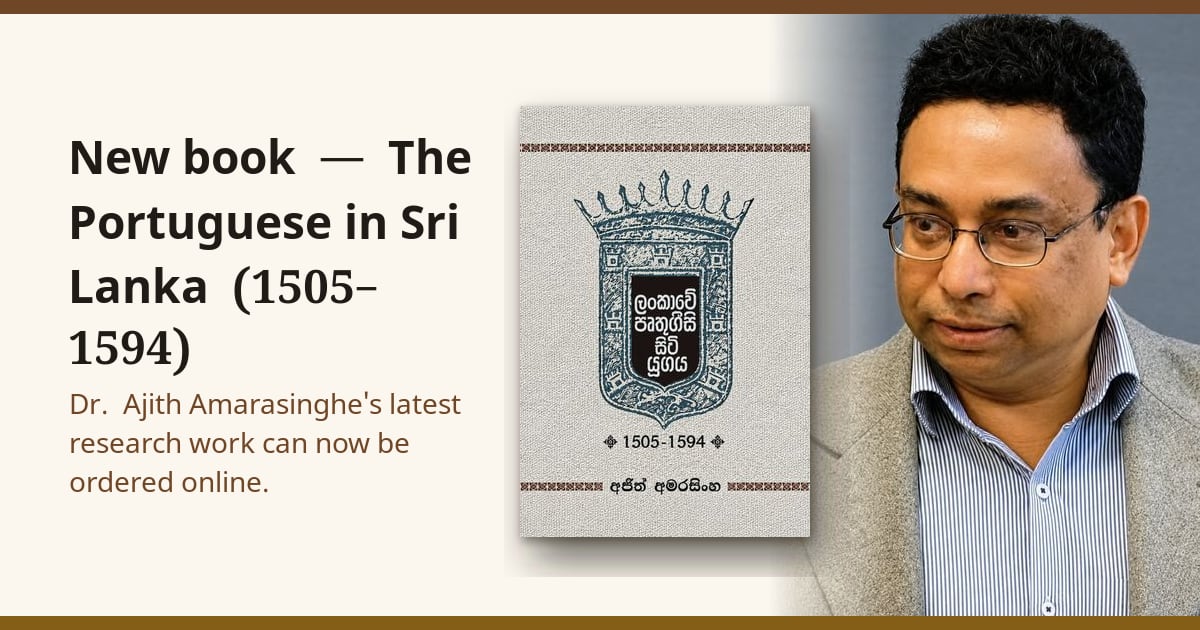 New book — The
Portuguese in Sri
Lanka (1505–
1594)
Dr. Ajith Amarasinghe's latest
research work can now be
ordered online.
ලංකාවේ
පෘතුගීසි
සිටි
යුගය
1505-1594
අජිත් අමරසිංහ